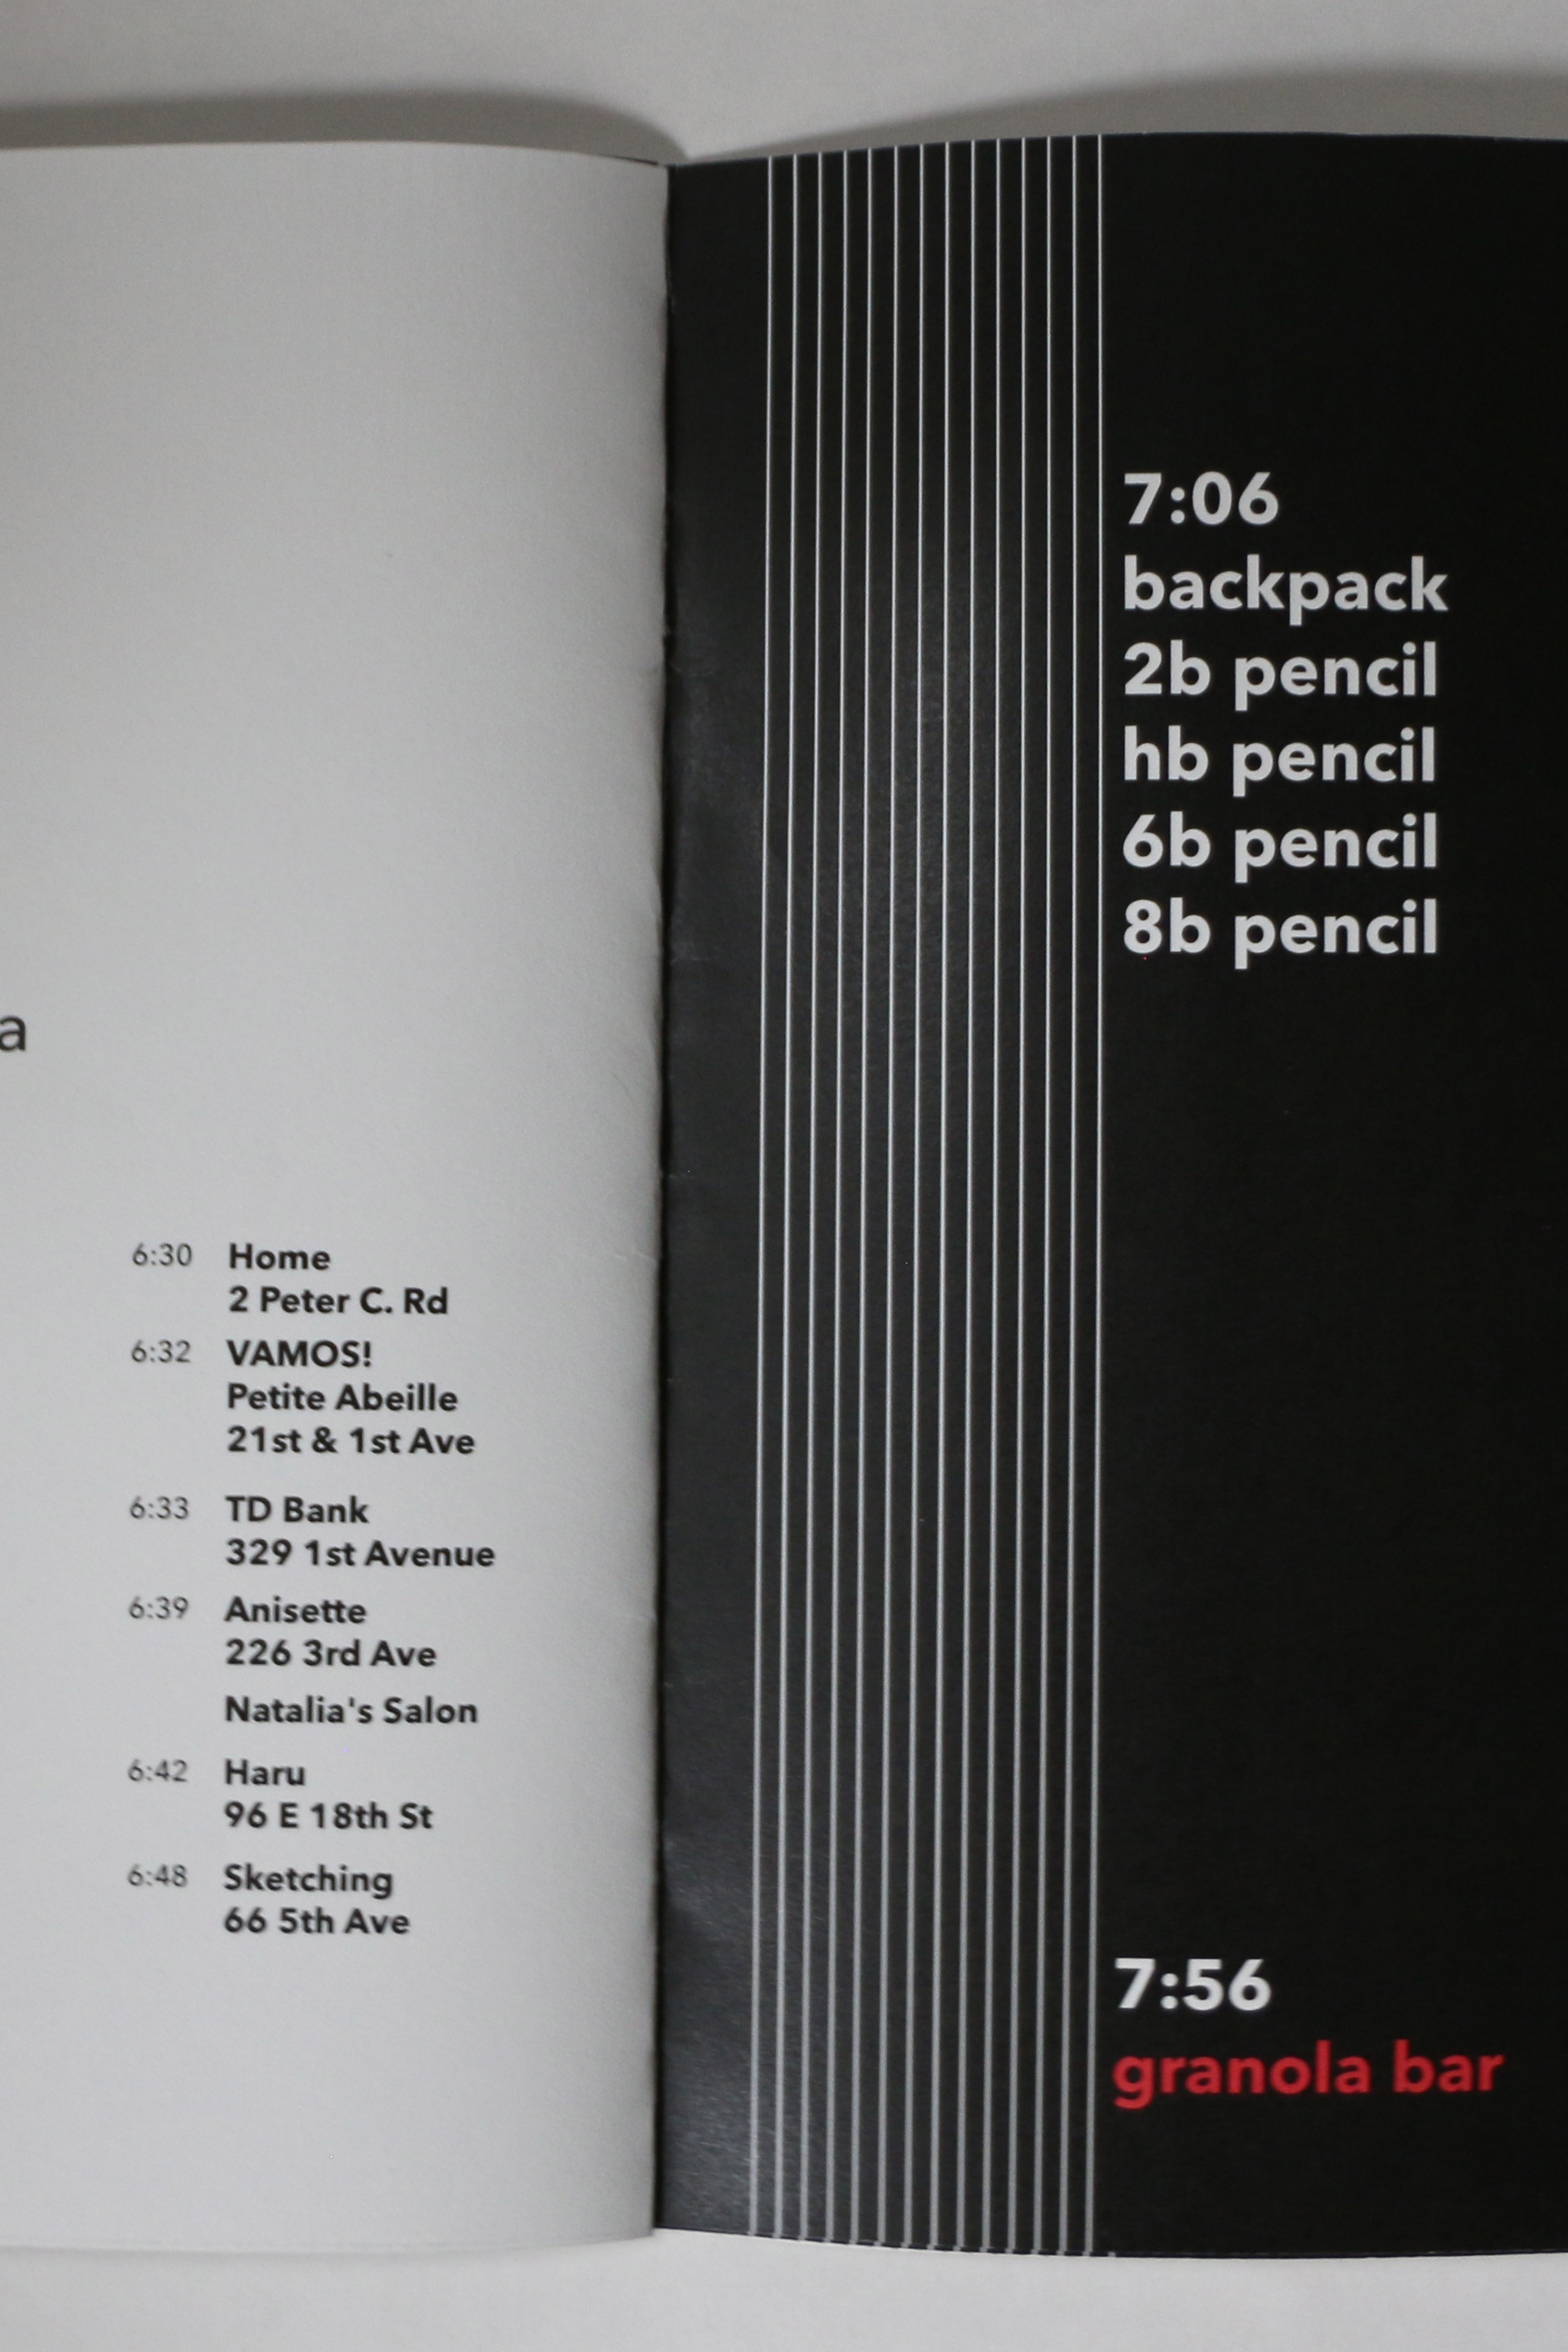 a
6:30 Home
2 Peter C. Rd
6:32 VAMOS!
Petite Abeille
21st & 1st Ave
6:33 TD Bank
329 1st Avenue
6:39 Anisette
226 3rd Ave
Natalia's Salon
6:42 Haru
96 E 18th St
6:48 Sketching
66 5th Ave
7:06
backpack
2b pencil
hb pencil
6b pencil
8b pencil
7:56
granola bar